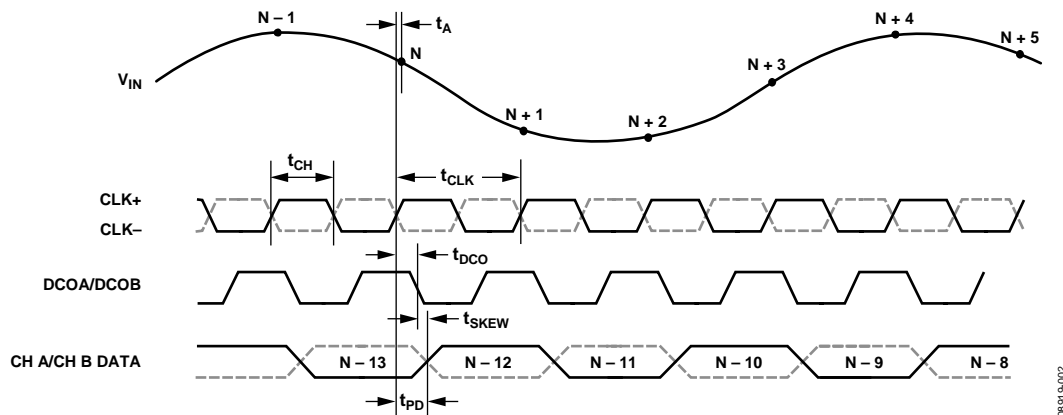 N – 1
t_A
N
N + 1
N + 2
N + 3
N + 4
N + 5
V_IN
t_CH
t_CLK
CLK+
CLK–
t_DCO
DCOA/DCOB
t_SKEW
CH A/CH B DATA
N – 13
N – 12
N – 11
N – 10
N – 9
N – 8
t_PD